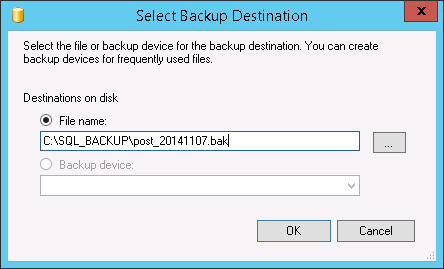 Select Backup Destination
x
Select the file or backup device for the backup destination. You can create
backup devices for frequently used files.
Destinations on disk
File name:
C:\SQL_BACKUP\post_20141107.bak
...
Backup device:
OK
Cancel